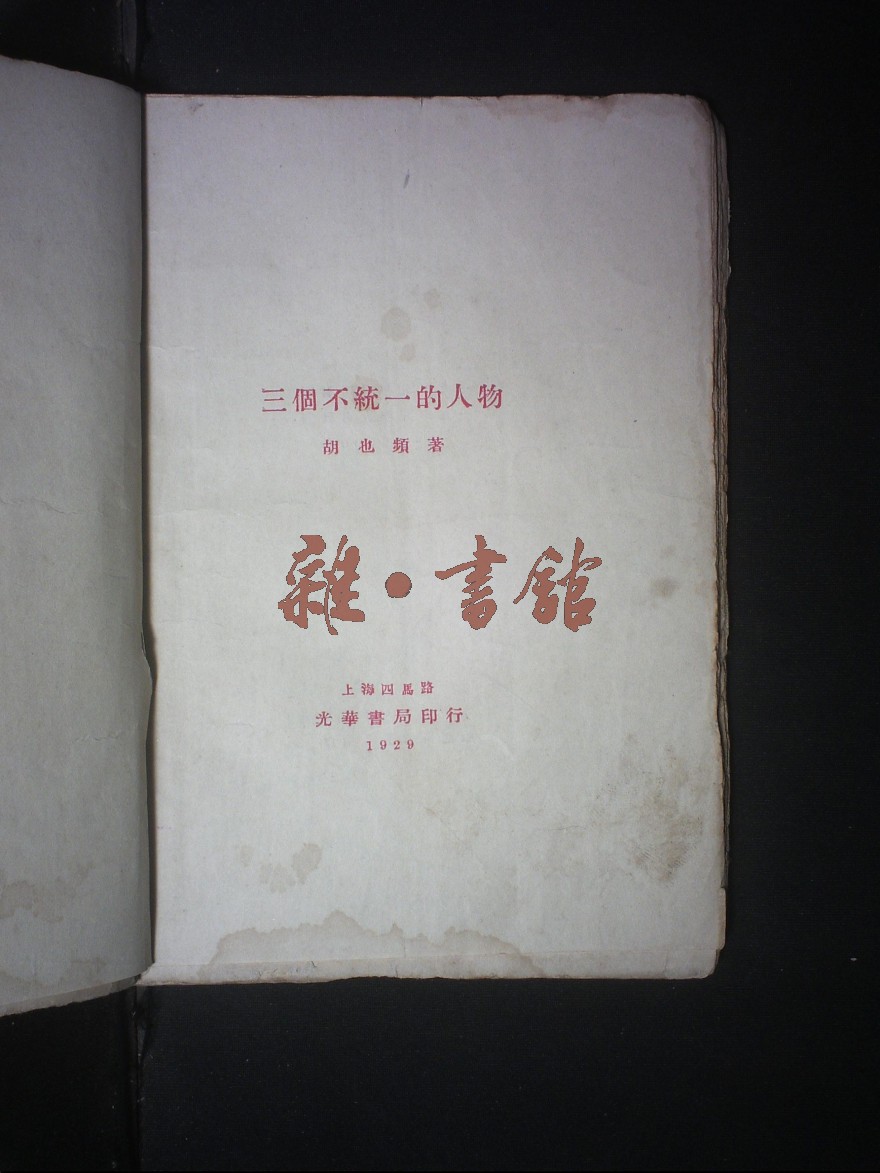 三個不統一的人物
胡也頻著
雜·書館
上海四馬路
光華書局印行
1929